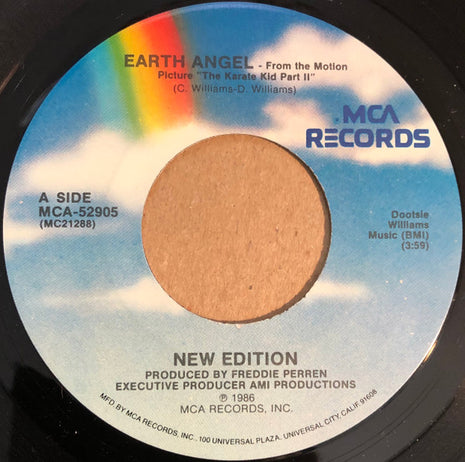 EARTH ANGEL - From the Motion
Picture "The Karate Kid Part II"
(C. Williams-D. Williams)
MCA
RECORDS
A SIDE
MCA-52905
(MC21288)
Dootsie
Williams
Music (BMI)
(3:59)
NEW EDITION
PRODUCED BY FREDDIE PERREN
EXECUTIVE PRODUCER AMI PRODUCTIONS
℗ 1986
MCA RECORDS, INC.
MFD. BY MCA RECORDS, INC., 100 UNIVERSAL PLAZA, UNIVERSAL CITY, CALIF. 91608